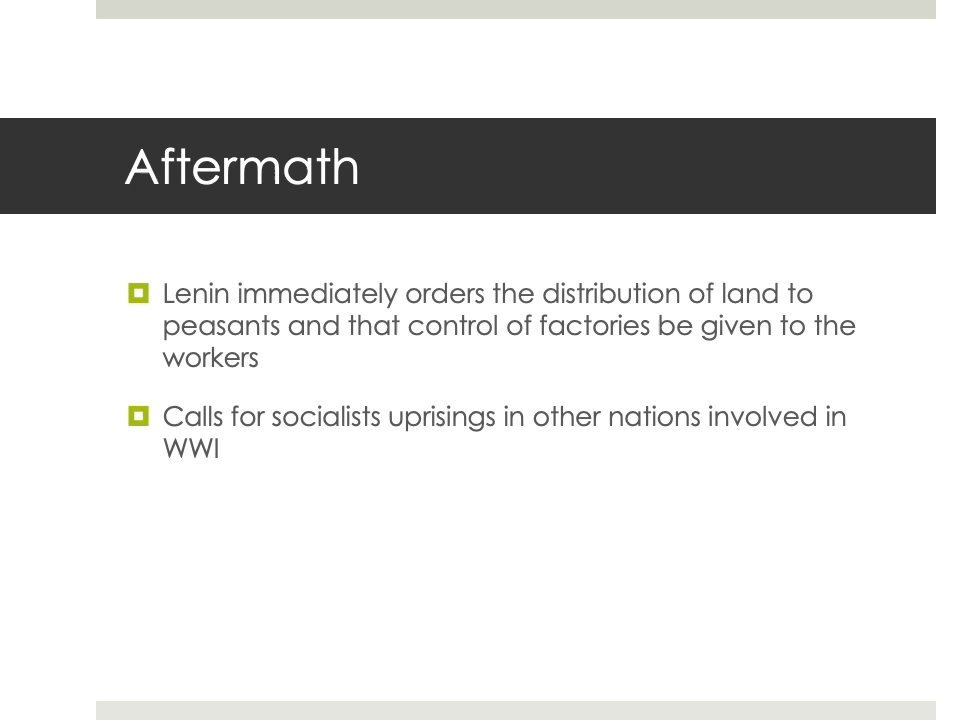 Aftermath
Lenin immediately orders the distribution of land to
peasants and that control of factories be given to the
workers
Calls for socialists uprisings in other nations involved in
WWI